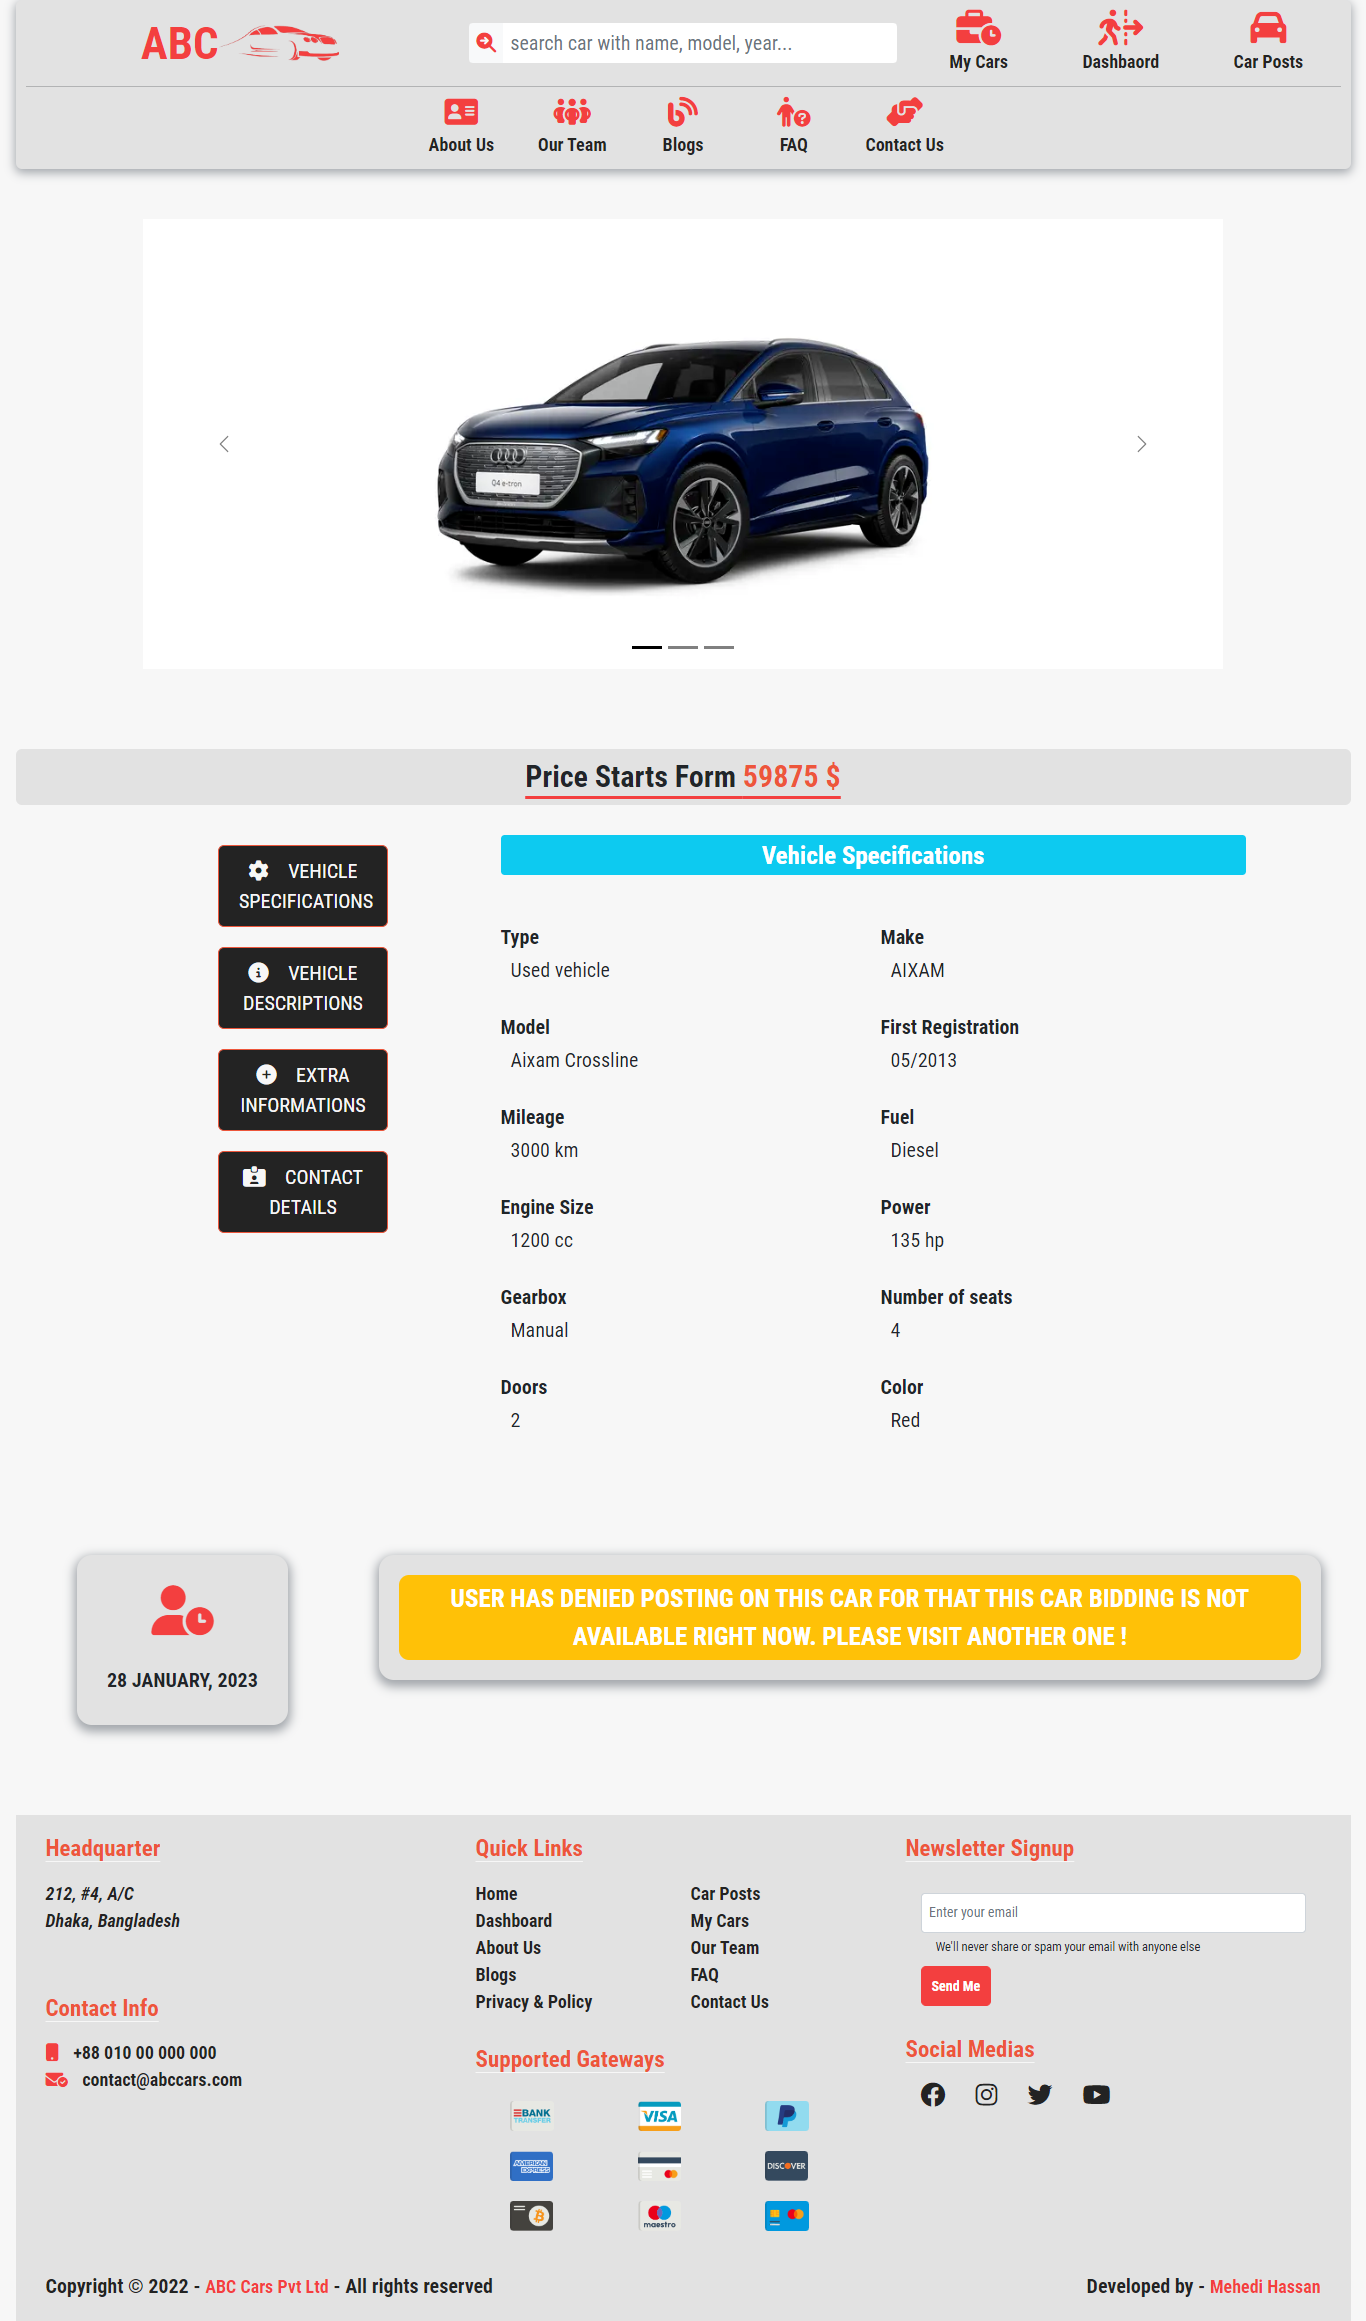 ABC
search car with name, model, year...
My Cars
Dashbaord
Car Posts
About Us
Our Team
Blogs
FAQ
Contact Us
Q4 e-tron
Price Starts Form 59875 $
VEHICLE
SPECIFICATIONS
VEHICLE
DESCRIPTIONS
EXTRA
INFORMATIONS
CONTACT
DETAILS
Vehicle Specifications
Type
Used vehicle
Make
AIXAM
Model
Aixam Crossline
First Registration
05/2013
Mileage
3000 km
Fuel
Diesel
Engine Size
1200 cc
Power
135 hp
Gearbox
Manual
Number of seats
4
Doors
2
Color
Red
28 JANUARY, 2023
USER HAS DENIED POSTING ON THIS CAR FOR THAT THIS CAR BIDDING IS NOT
AVAILABLE RIGHT NOW. PLEASE VISIT ANOTHER ONE !
Headquarter
212, #4, A/C
Dhaka, Bangladesh
Contact Info
+88 010 00 000 000
contact@abccars.com
Quick Links
Home
Dashboard
About Us
Blogs
Privacy & Policy
Car Posts
My Cars
Our Team
FAQ
Contact Us
Supported Gateways
BANK
TRANSFER
VISA
AMERICAN
EXPRESS
DISCOVER
maestro
Newsletter Signup
Enter your email
We'll never share or spam your email with anyone else
Send Me
Social Medias
Copyright © 2022 - ABC Cars Pvt Ltd - All rights reserved
Developed by - Mehedi Hassan